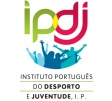 ipdj
INSTITUTO PORTUGUÊS
DO DESPORTO
E JUVENTUDE, I. P.